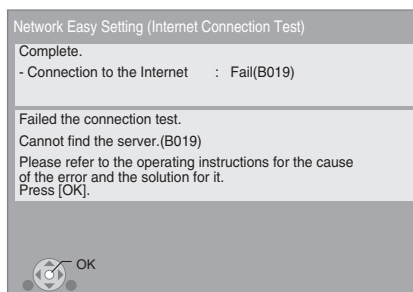 Network Easy Setting (Internet Connection Test)
Complete.
- Connection to the Internet : Fail(B019)
Failed the connection test.
Cannot find the server.(B019)
Please refer to the operating instructions for the cause
of the error and the solution for it.
Press [OK].
OK